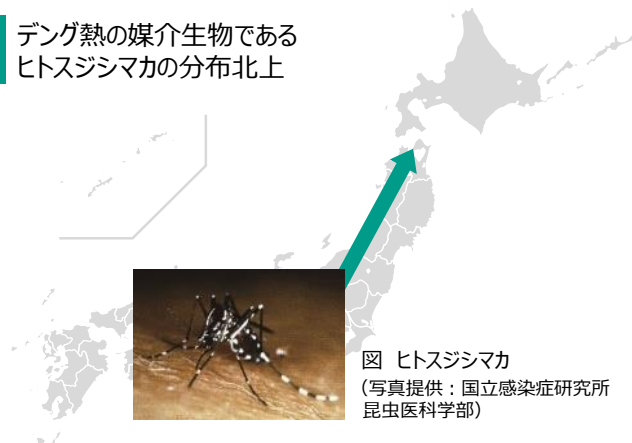 デング熱の媒介生物である
ヒトスジシマカの分布北上
図 ヒトスジシマカ
（写真提供：国立感染症研究所
昆虫医科学部）